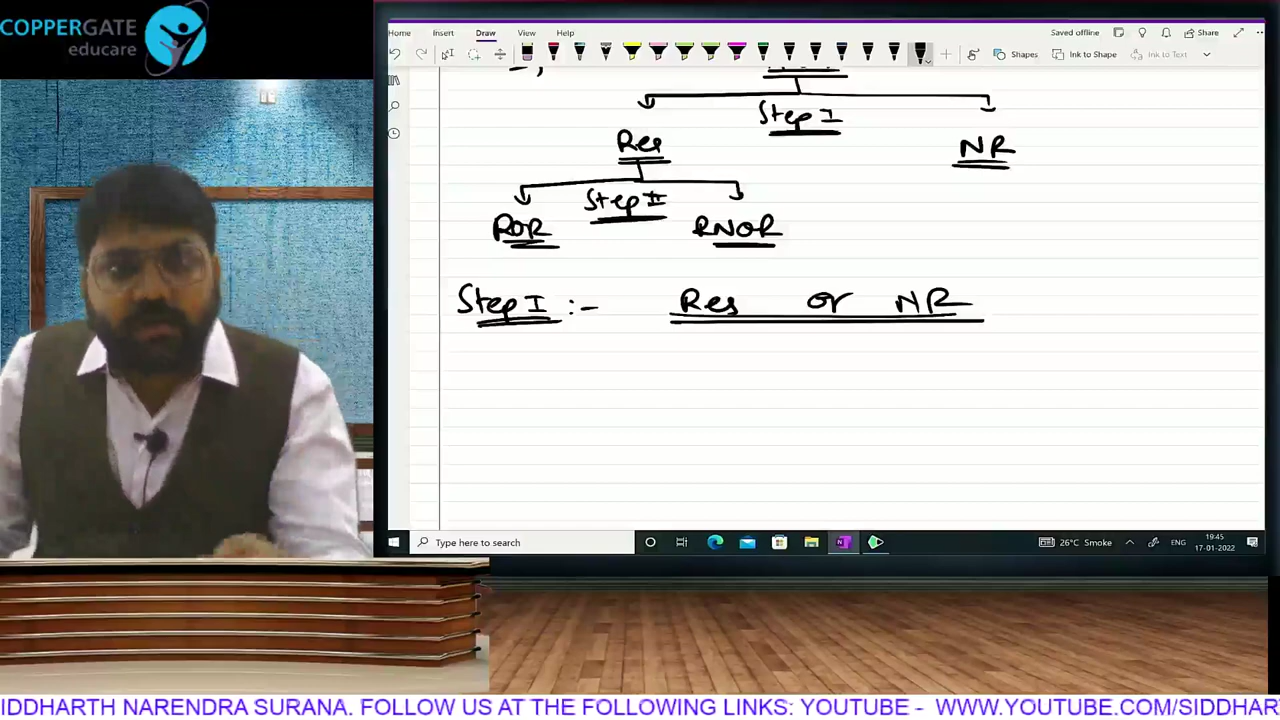 COPPERGATE
educare
Home Insert Draw View Help
Saved offline
Share
Shapes
Ink to Shape
Ink to Text
Step I
Res NR
Step II
ROR RNOR
Step I :- Res or NR
Type here to search
26°C Smoke
ENG
19:45
17-01-2022
SIDDHARTH NARENDRA SURANA. FOLLOW US AT THE FOLLOWING LINKS: YOUTUBE - WWW.YOUTUBE.COM/SIDDHAR